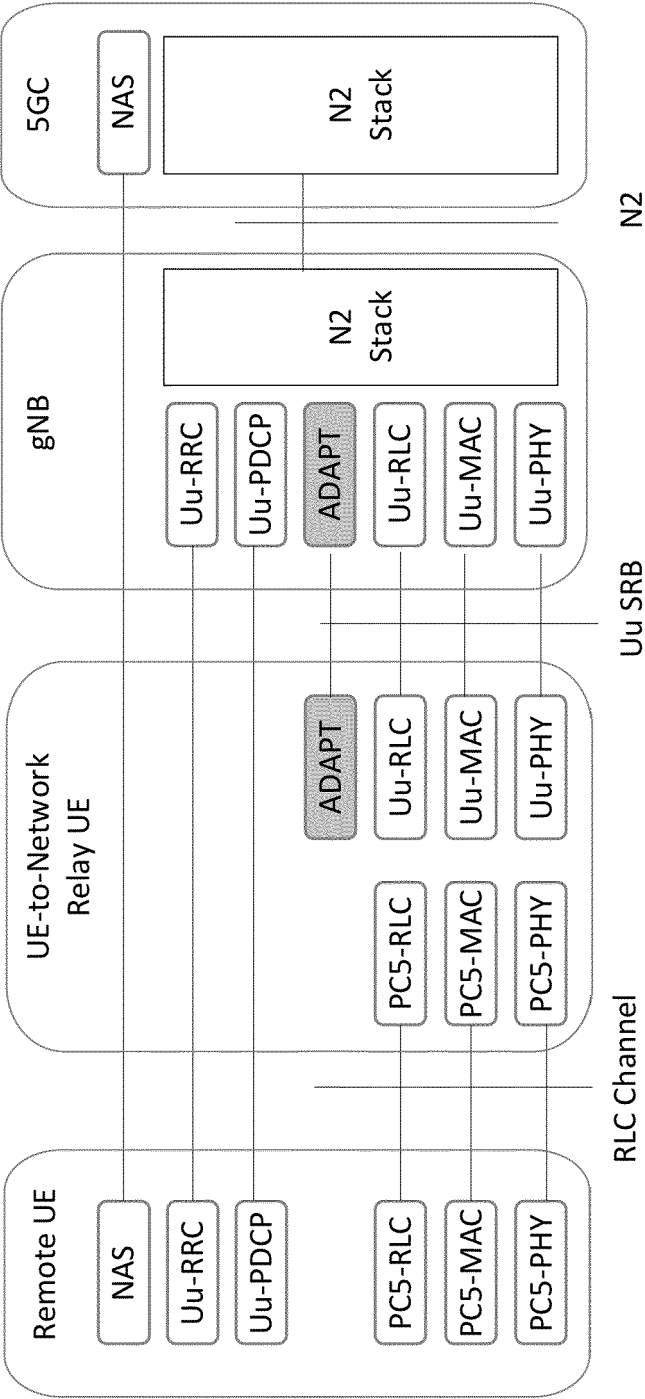 Remote UE
NAS
Uu-RRC
Uu-PDCP
PC5-RLC
PC5-MAC
PC5-PHY
RLC Channel
UE-to-Network
Relay UE
PC5-RLC
PC5-MAC
PC5-PHY
ADAPT
Uu-RLC
Uu-MAC
Uu-PHY
Uu SRB
gNB
Uu-RRC
Uu-PDCP
ADAPT
Uu-RLC
Uu-MAC
Uu-PHY
N2
Stack
N2
5GC
NAS
N2
Stack